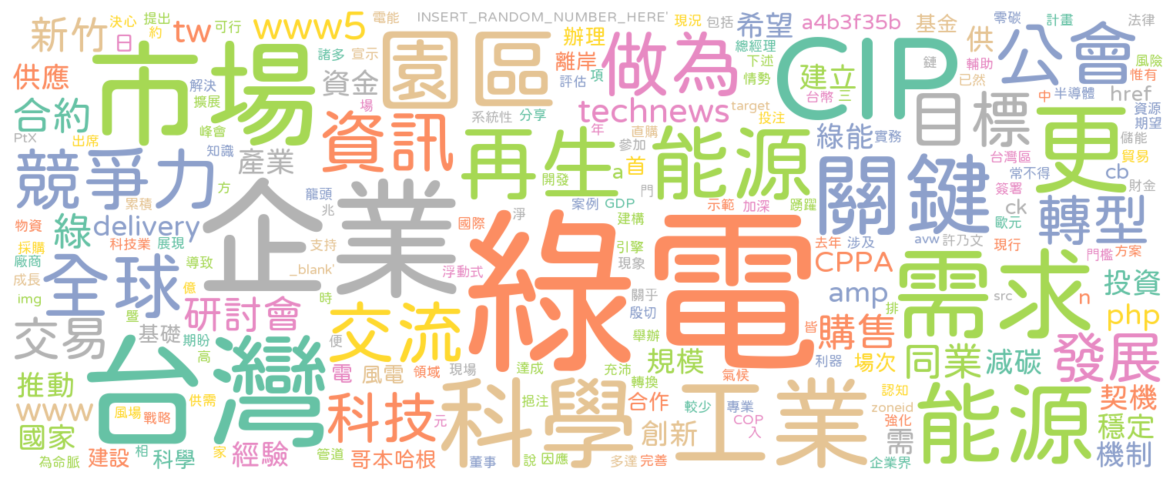 決心 提出 電能 INSERT_RANDOM_NUMBER_HERE' 現況 包括 希望 a4b3f35b 基金 零碳 計畫 法律
新竹 約 可行 www5 辦理 總經理 供 公會
日 tw 園區 離岸 做為 下述 CIP 建立 鏈 輔助 風險
供應 市場 諸多 宣示 資金 評估 項 情勢 台幣 三 已然 惟有
解決 擴展 場 technews target 目標 中 半導體 href 資源
合約 峰會 系統性 分享 年 直購 投注 綠能 實務 更 期望
PtX 出席 資訊 再生 能源 參加 儲能
競爭力 知識 產業 開發 a 首 門 關鍵 台灣區 貿易
方 常不得 cb
累積 龍頭 企業 案例 GDP 示範 加深 踴躍 簽署 財金
物資 綠 delivery 兆 國際 淨 建構 ck 轉型
採購 科技業 展現 支持 綠電 引擎 去年 涉及 avw 許乃文 歐元 現行
廠商 全球 導致 _blank' 浮動式 現象 CPPA 需求 門檻 方案
成長 億 amp 投資
img 暨 研討會 時 關乎 殷切 排 src n php
交易 基礎 期盼 便 交流 舉辦 皆 購售 發展
高 台灣 達成 充沛 規模 利器 同業 減碳
推動 電 風電 領域 現場 轉換 氣候 場次
www 風場 戰略 供需 科技 科學 工業 挹注 合作 較少 專業 認知 能源 契機
國家 元 創新 COP zoneid 強化 穩定
為命脈 建設 相 科學 家 經驗 管道 哥本哈根 董事 說 因應 多達 完善 入 需 企業界 機制